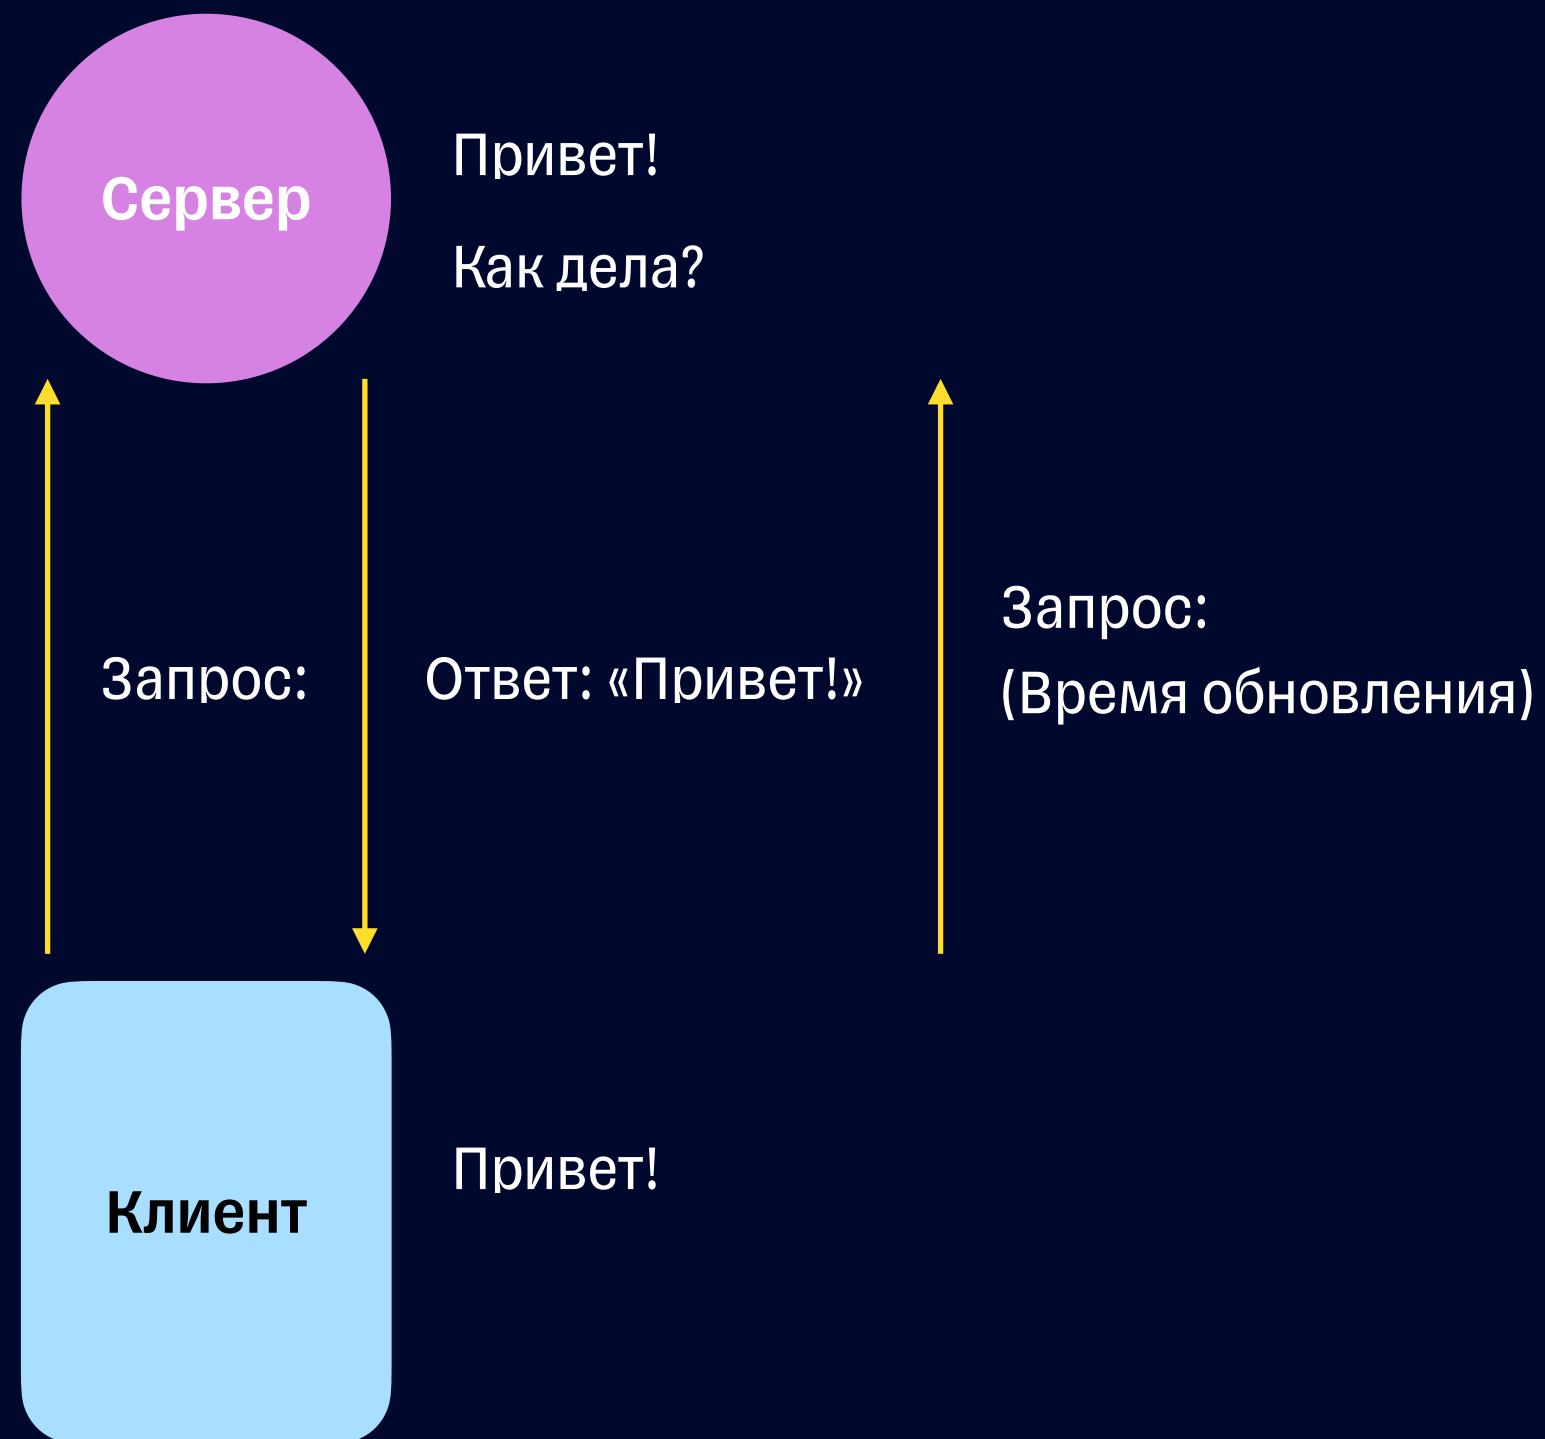 Сервер
Привет!
Как дела?
Запрос:
Ответ: «Привет!»
Запрос:
(Время обновления)
Клиент
Привет!